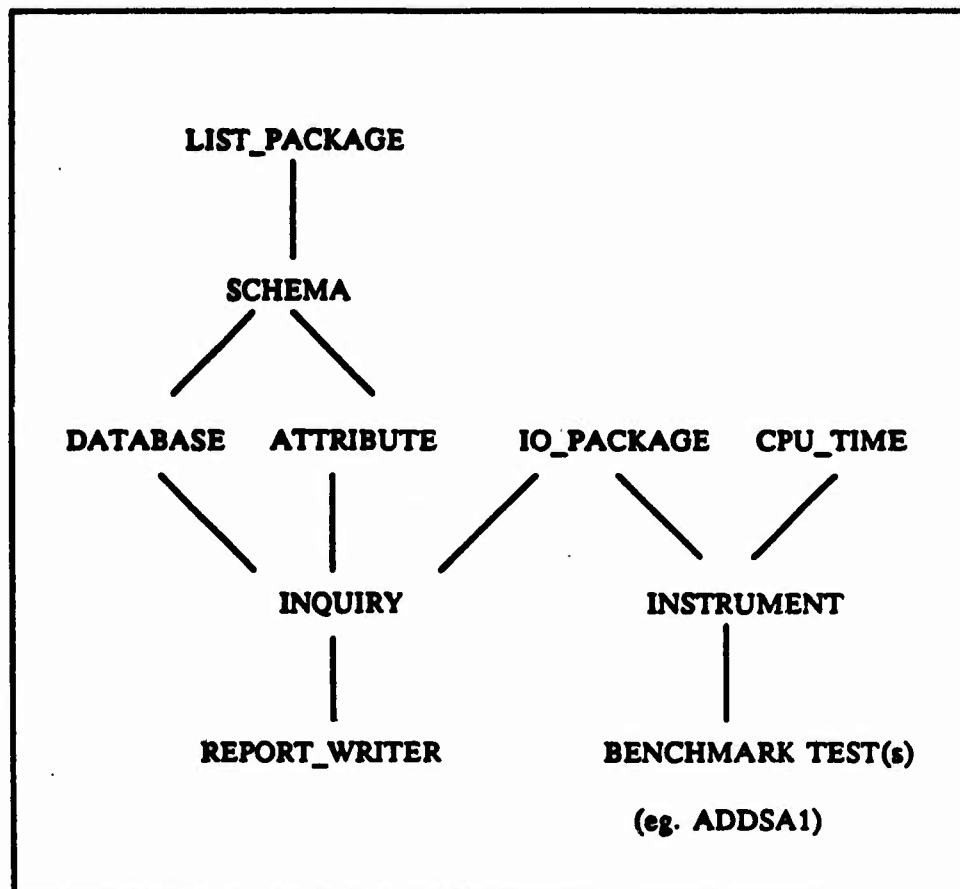 LIST_PACKAGE
SCHEMA
DATABASE ATTRIBUTE IO_PACKAGE CPU_TIME
INQUIRY INSTRUMENT
REPORT_WRITER BENCHMARK TEST(s)
(eg. ADDSA1)